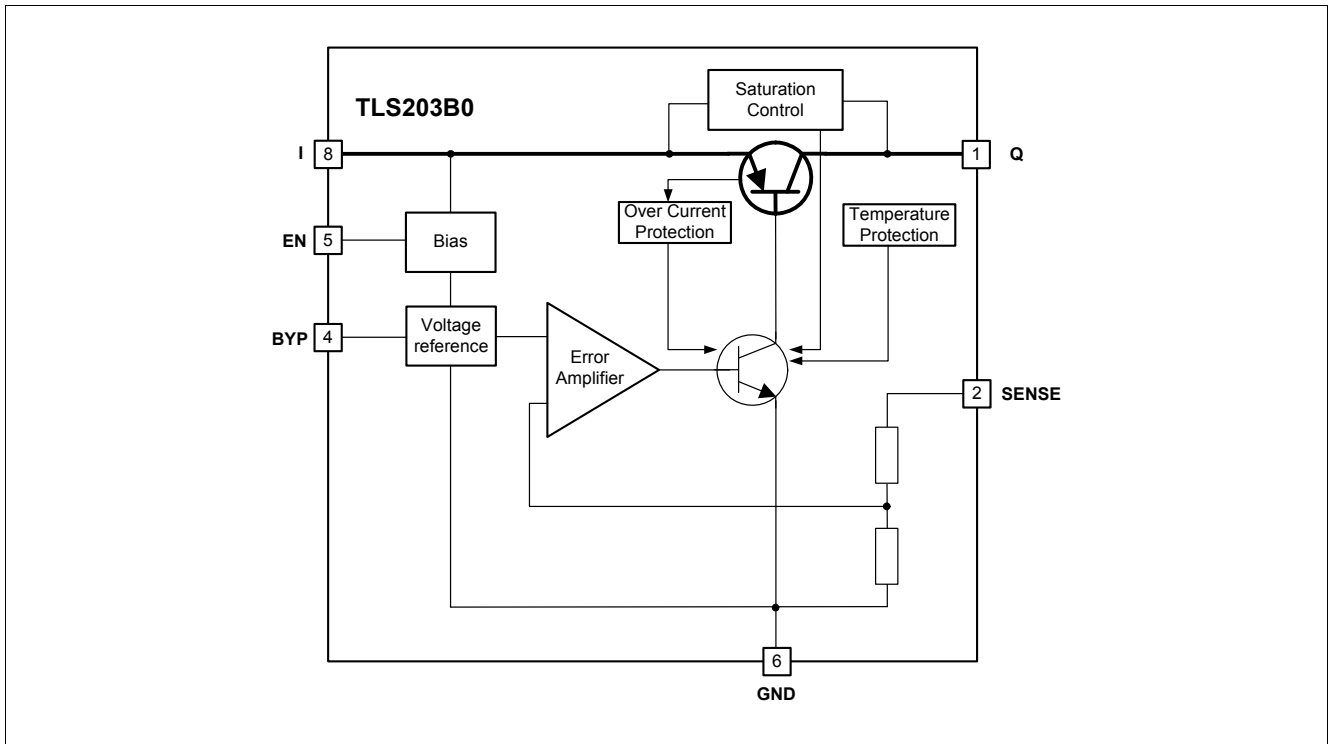 TLS203B0
Saturation
Control
I
8
1
Q
Over Current
Protection
Temperature
Protection
EN
5
Bias
BYP
4
Voltage
reference
Error
Amplifier
2
SENSE
6
GND